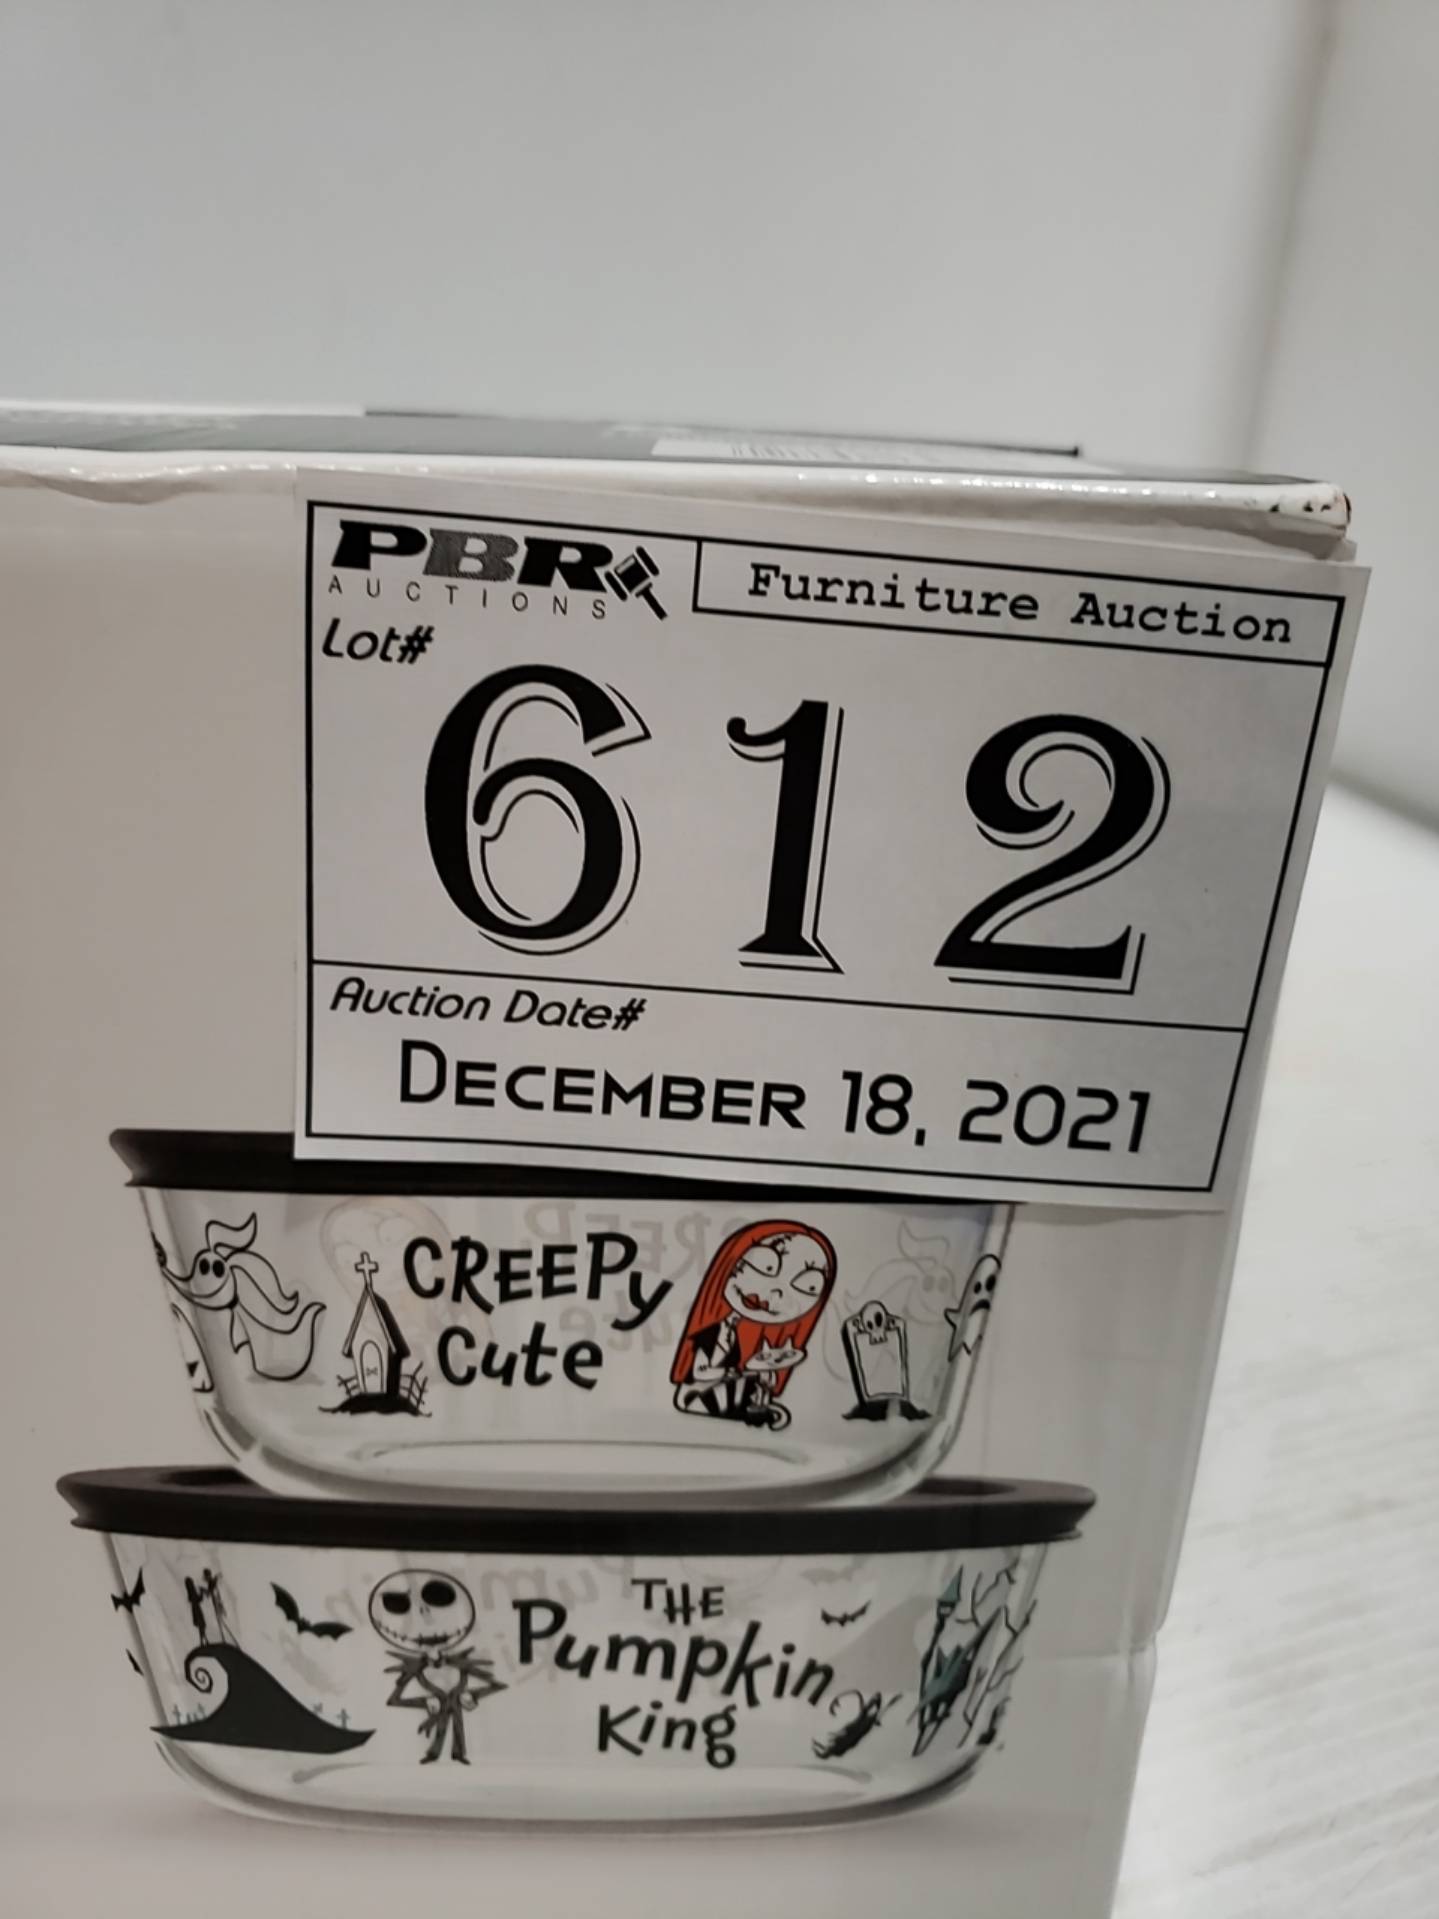 PBR
AUCTIONS
Furniture Auction
Lot#
612
Auction Date#
DECEMBER 18, 2021
CREEPy
Cute
THE
Pumpkin
King